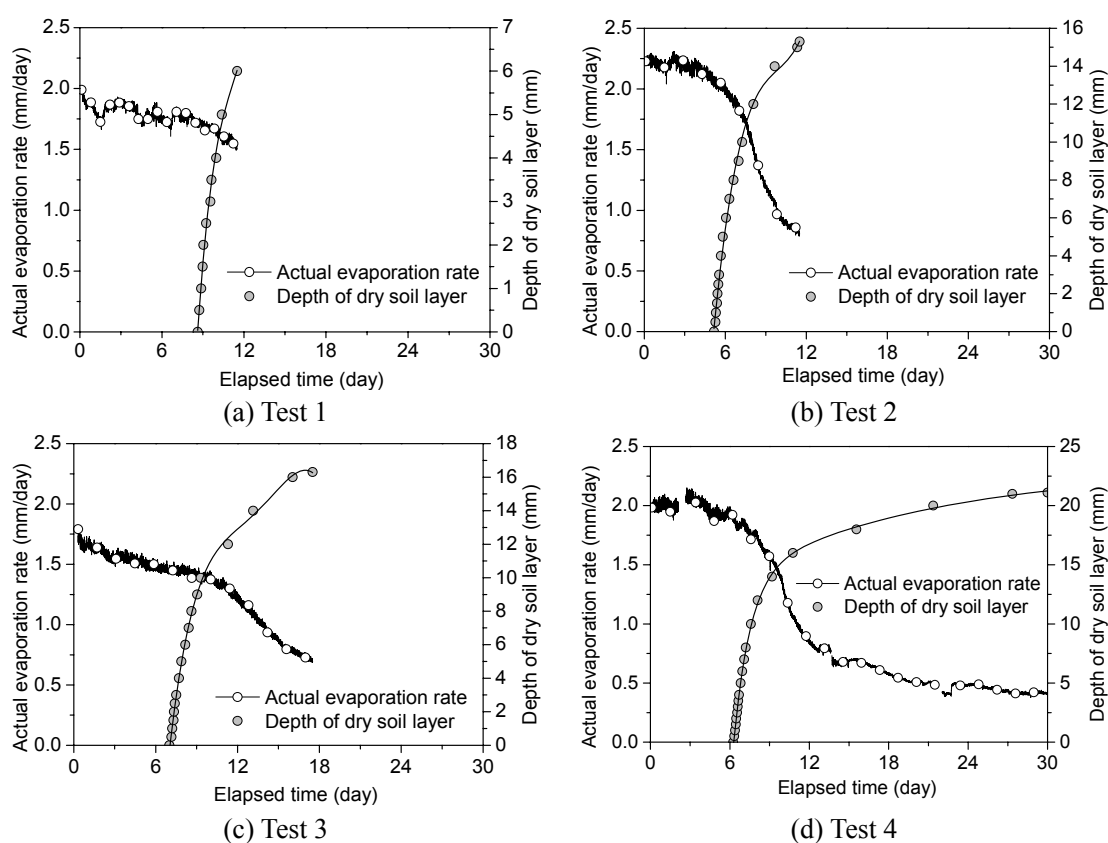 Actual evaporation rate (mm/day)
2.5
2.0
1.5
1.0
0.5
0.0
Actual evaporation rate
Depth of dry soil layer
7
6
5
4
3
2
1
0
Depth of dry soil layer (mm)
0 6 12 18 24 30
Elapsed time (day)
(a) Test 1
Actual evaporation rate (mm/day)
2.5
2.0
1.5
1.0
0.5
0.0
Actual evaporation rate
Depth of dry soil layer
16
14
12
10
8
6
4
2
0
Depth of dry soil layer (mm)
0 6 12 18 24 30
Elapsed time (day)
(b) Test 2
Actual evaporation rate (mm/day)
2.5
2.0
1.5
1.0
0.5
0.0
Actual evaporation rate
Depth of dry soil layer
18
16
14
12
10
8
6
4
2
0
Depth of dry soil layer (mm)
0 6 12 18 24 30
Elapsed time (day)
(c) Test 3
Actual evaporation rate (mm/day)
2.5
2.0
1.5
1.0
0.5
0.0
Actual evaporation rate
Depth of dry soil layer
25
20
15
10
5
0
Depth of dry soil layer (mm)
0 6 12 18 24 30
Elapsed time (day)
(d) Test 4